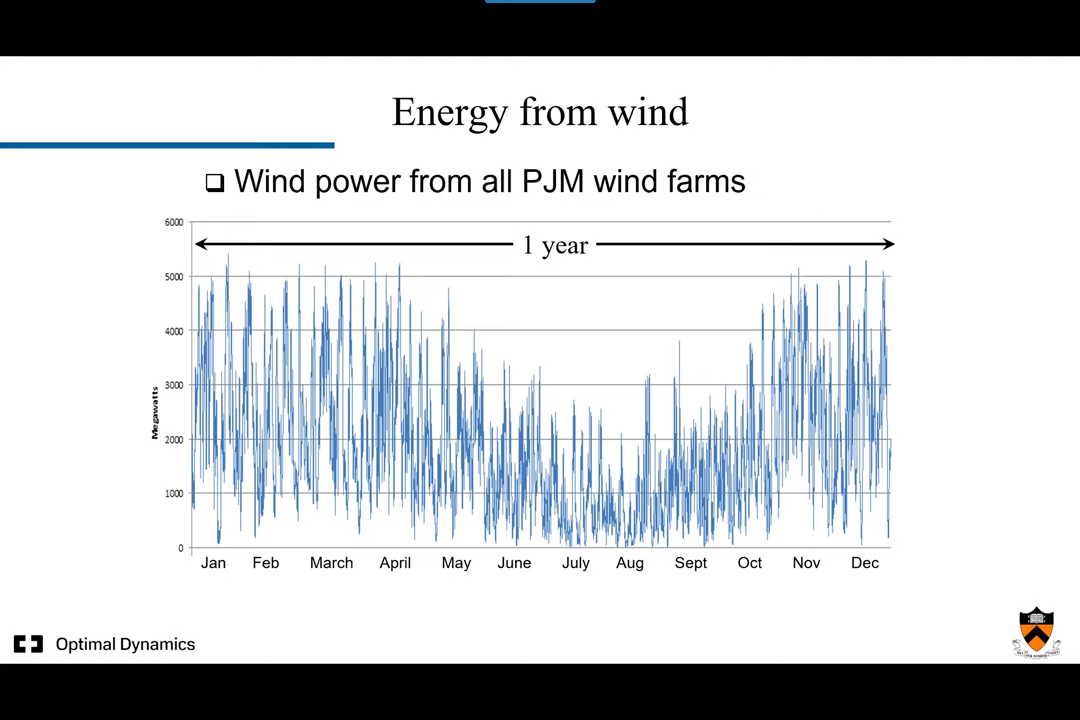 Energy from wind
❑ Wind power from all PJM wind farms
6000
1 year
5000
4000
3000
Megawatts
2000
1000
0
Jan Feb March April May June July Aug Sept Oct Nov Dec
Optimal Dynamics